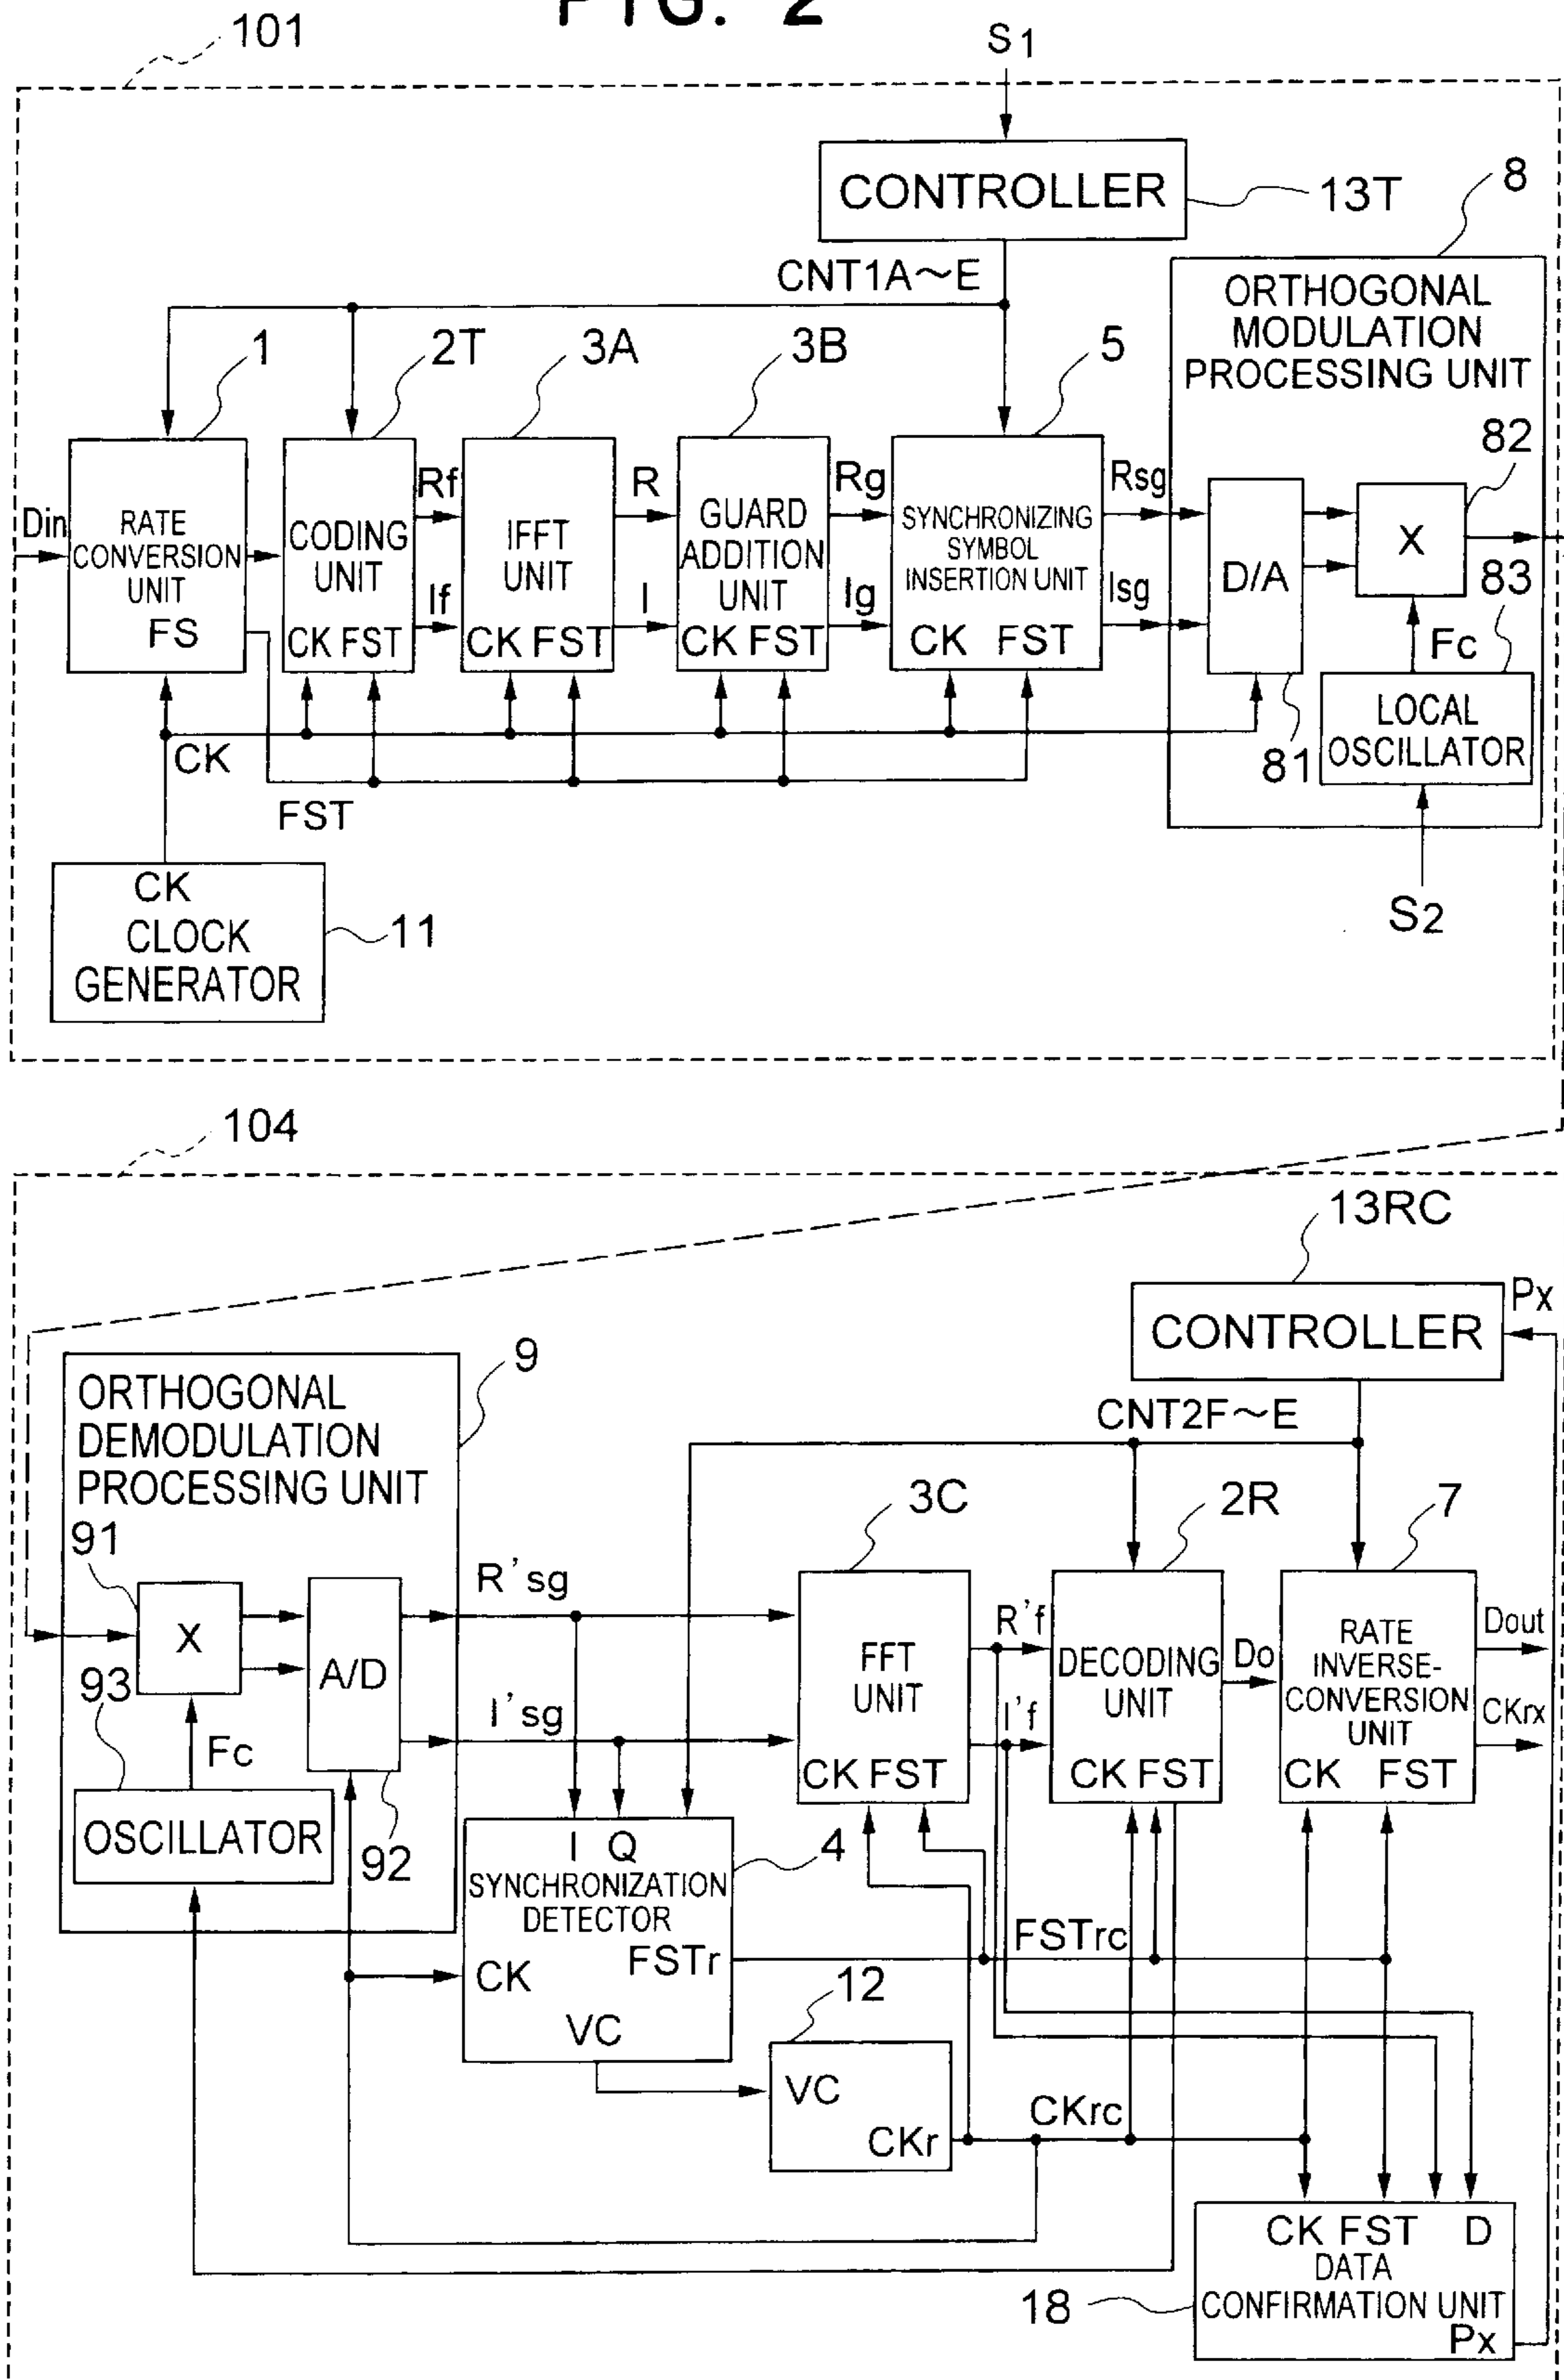 FIG. 2
101
S1
CONTROLLER
13T
8
CNT1A~E
ORTHOGONAL
MODULATION
PROCESSING UNIT
1
2T
3A
3B
5
82
Din
RATE
CONVERSION
UNIT
FS
CODING
UNIT
CK FST
Rf
If
IFFT
UNIT
CK FST
R
I
GUARD
ADDITION
UNIT
CK FST
Rg
Ig
SYNCHRONIZING
SYMBOL
INSERTION UNIT
CK FST
Rsg
Isg
D/A
X
83
Fc
LOCAL
OSCILLATOR
81
CK
FST
S2
CK
CLOCK
GENERATOR
11
104
13RC
CONTROLLER
Px
9
ORTHOGONAL
DEMODULATION
PROCESSING UNIT
CNT2F~E
3C
2R
7
91
X
93
Fc
A/D
OSCILLATOR
92
R'sg
I'sg
FFT
UNIT
CK FST
R'f
I'f
DECODING
UNIT
CK FST
Do
RATE
INVERSE-
CONVERSION
UNIT
CK FST
Dout
CKrx
I Q
SYNCHRONIZATION
DETECTOR
FSTr
CK
VC
4
FSTrc
12
VC
CKr
CKrc
CK FST D
DATA
CONFIRMATION UNIT
Px
18